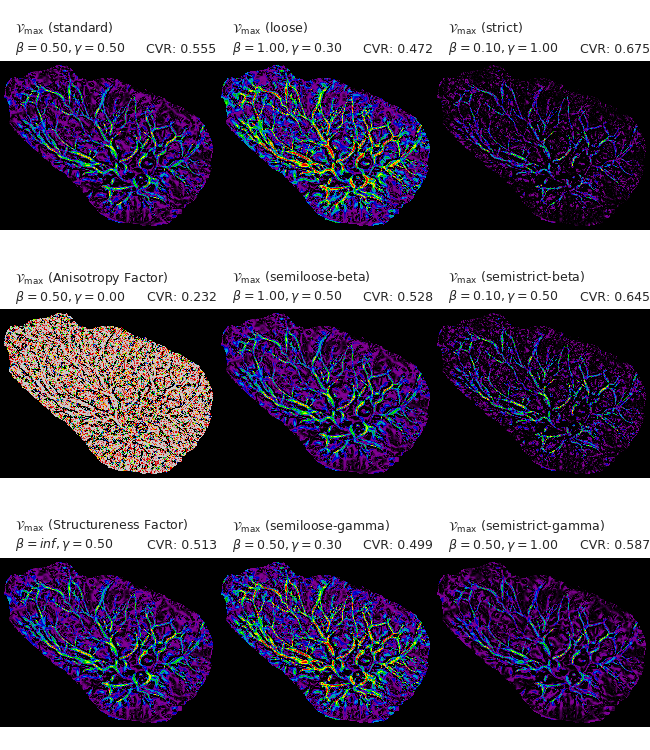 𝒱max (standard)
β = 0.50, γ = 0.50 CVR: 0.555
𝒱max (loose)
β = 1.00, γ = 0.30 CVR: 0.472
𝒱max (strict)
β = 0.10, γ = 1.00 CVR: 0.675
𝒱max (Anisotropy Factor)
β = 0.50, γ = 0.00 CVR: 0.232
𝒱max (semiloose-beta)
β = 1.00, γ = 0.50 CVR: 0.528
𝒱max (semistrict-beta)
β = 0.10, γ = 0.50 CVR: 0.645
𝒱max (Structureness Factor)
β = inf, γ = 0.50 CVR: 0.513
𝒱max (semiloose-gamma)
β = 0.50, γ = 0.30 CVR: 0.499
𝒱max (semistrict-gamma)
β = 0.50, γ = 1.00 CVR: 0.587